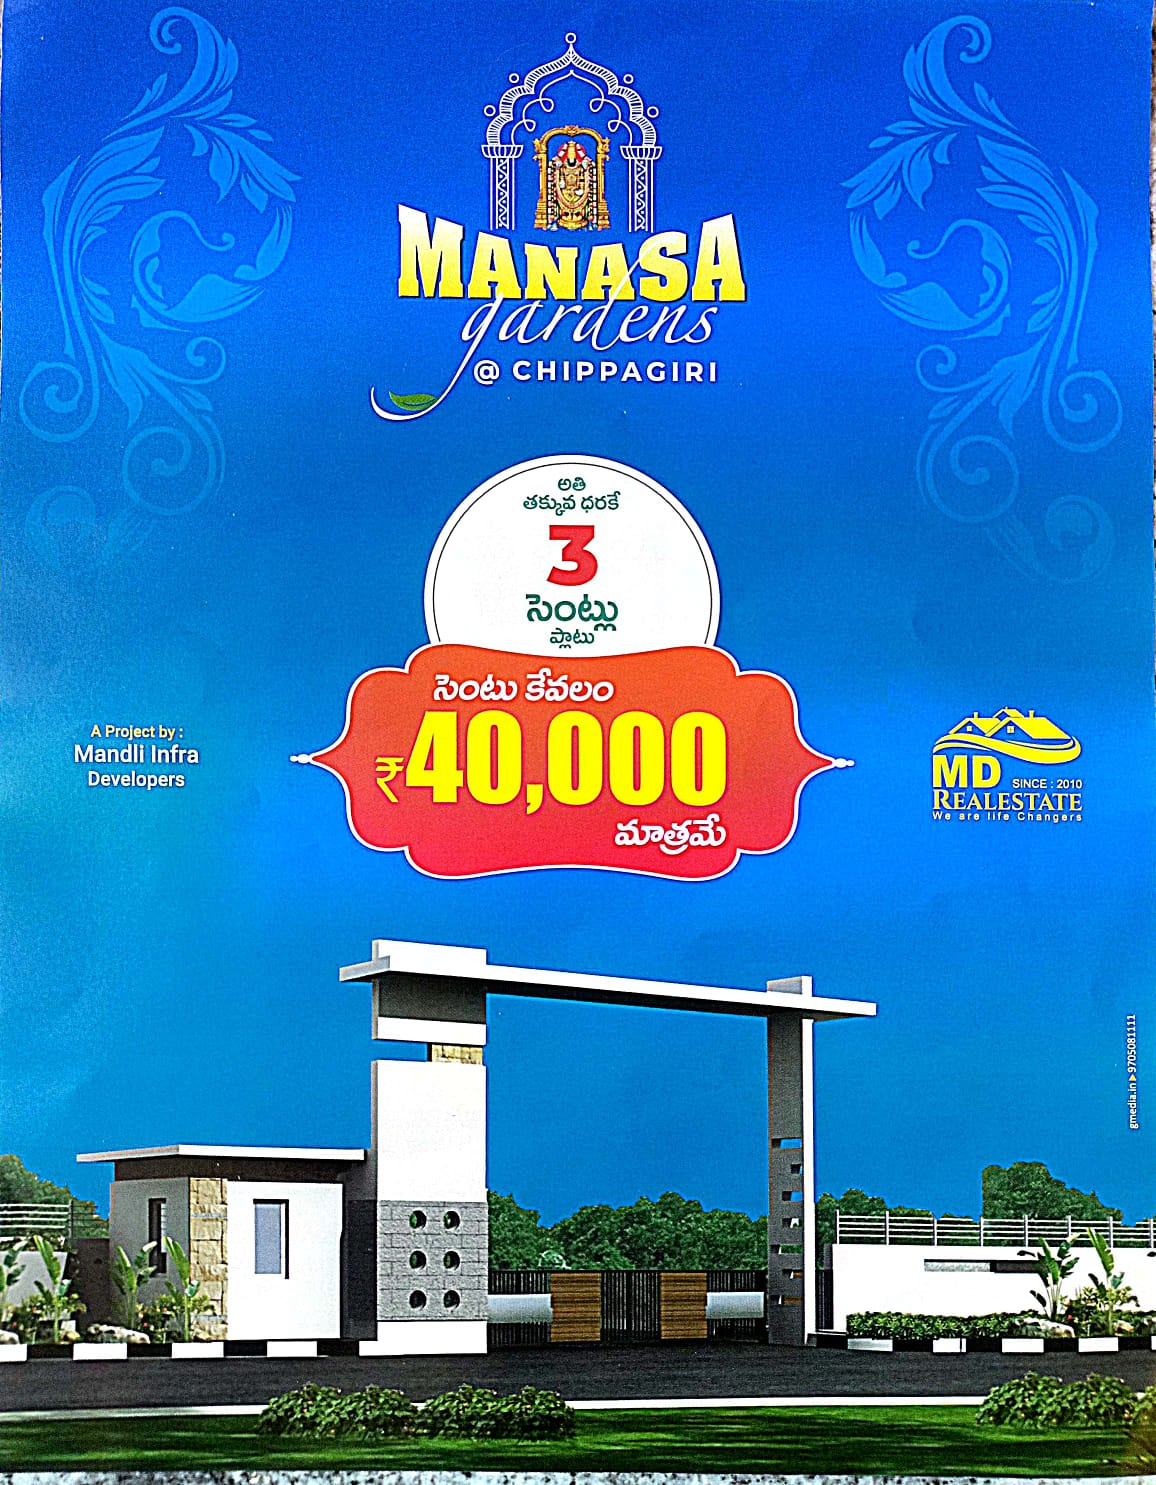 MANASA
gardens
@ CHIPPAGIRI
అతి
తక్కువ ధరకే
3
సెంట్లు
ప్లాటు
సెంటు కేవలం
₹40,000
మాత్రమే
A Project by :
Mandli Infra
Developers
MD
SINCE : 2010
REALESTATE
We are life Changers
gmedia.in ▸ 9705081111